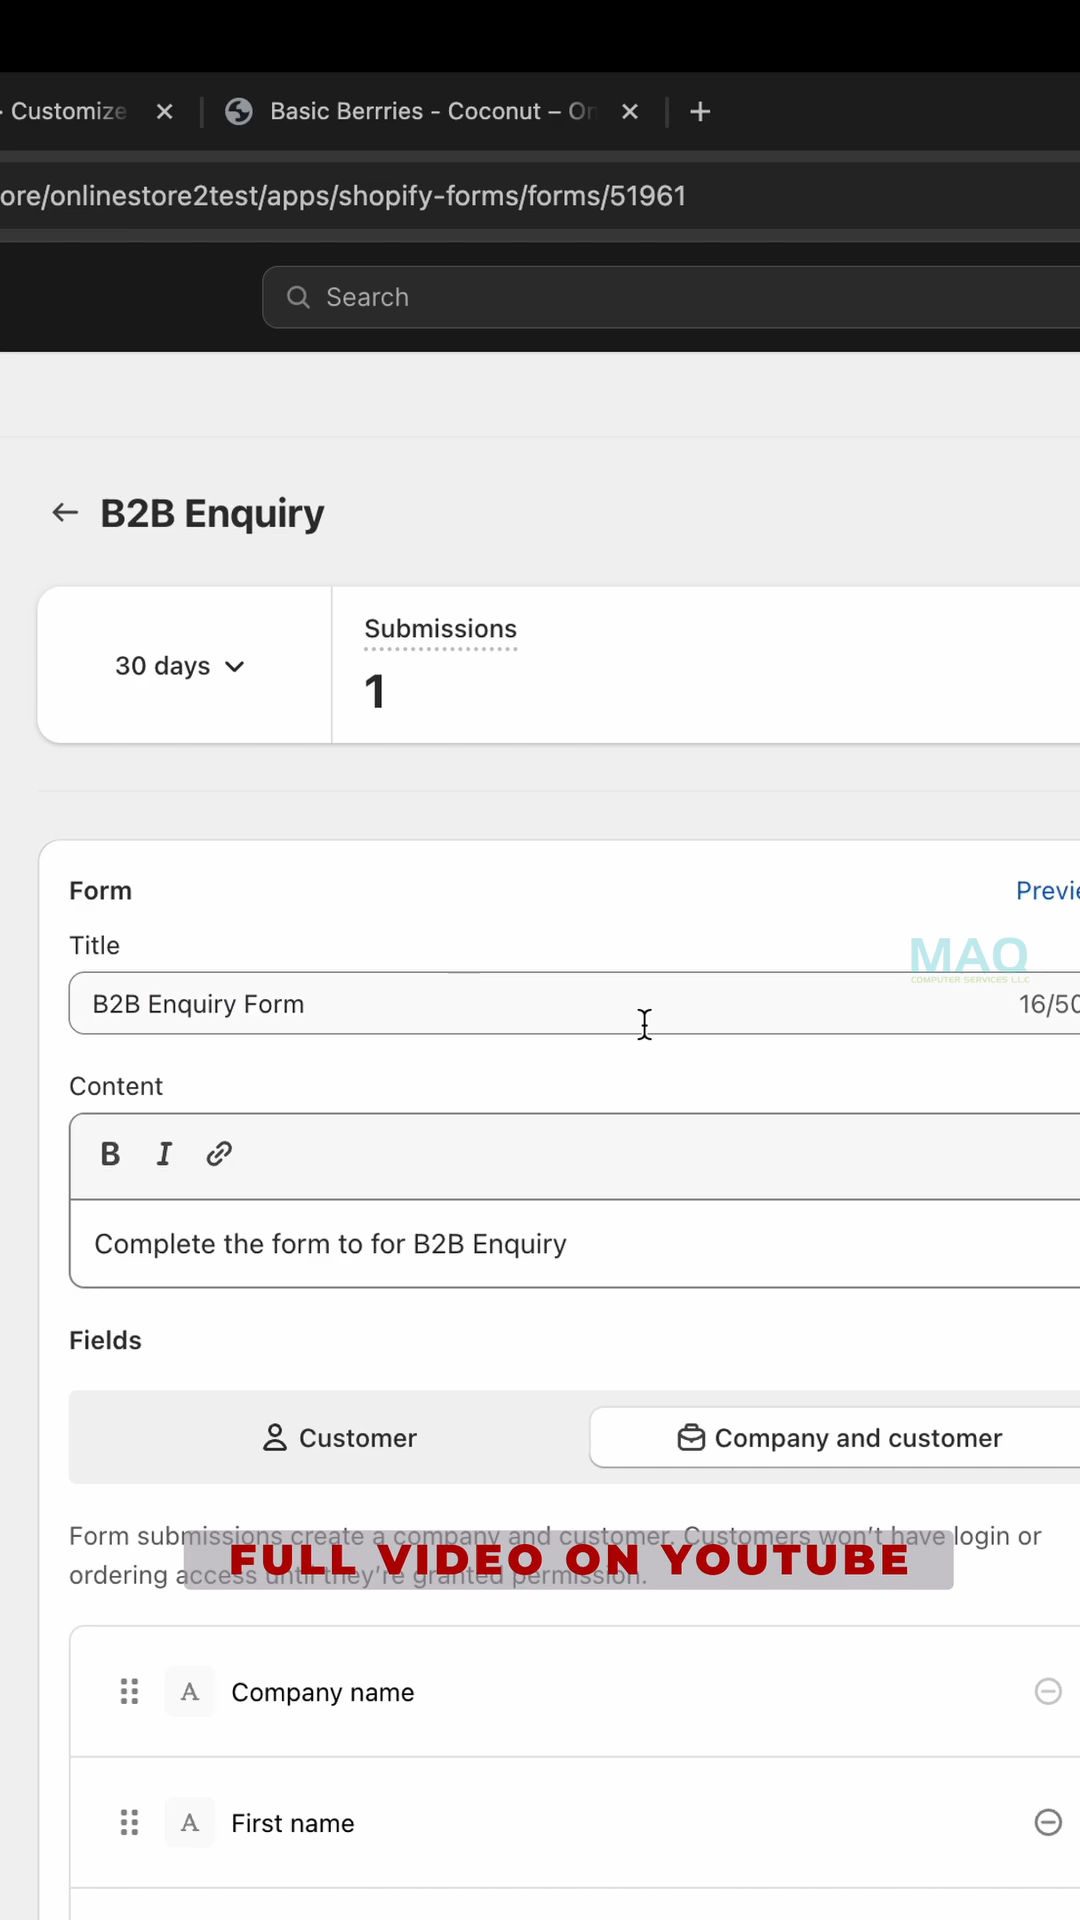 Customize
Basic Berrries - Coconut – On
ore/onlinestore2test/apps/shopify-forms/forms/51961
Search
B2B Enquiry
30 days
Submissions
1
Form
Previe
Title
MAQ
COMPUTER SERVICES LLC
B2B Enquiry Form
16/50
Content
B I
Complete the form to for B2B Enquiry
Fields
Customer
Company and customer
Form submissions create a company and customer. Customers won't have login or
ordering access until they're granted permission.
FULL VIDEO ON YOUTUBE
A Company name
A First name